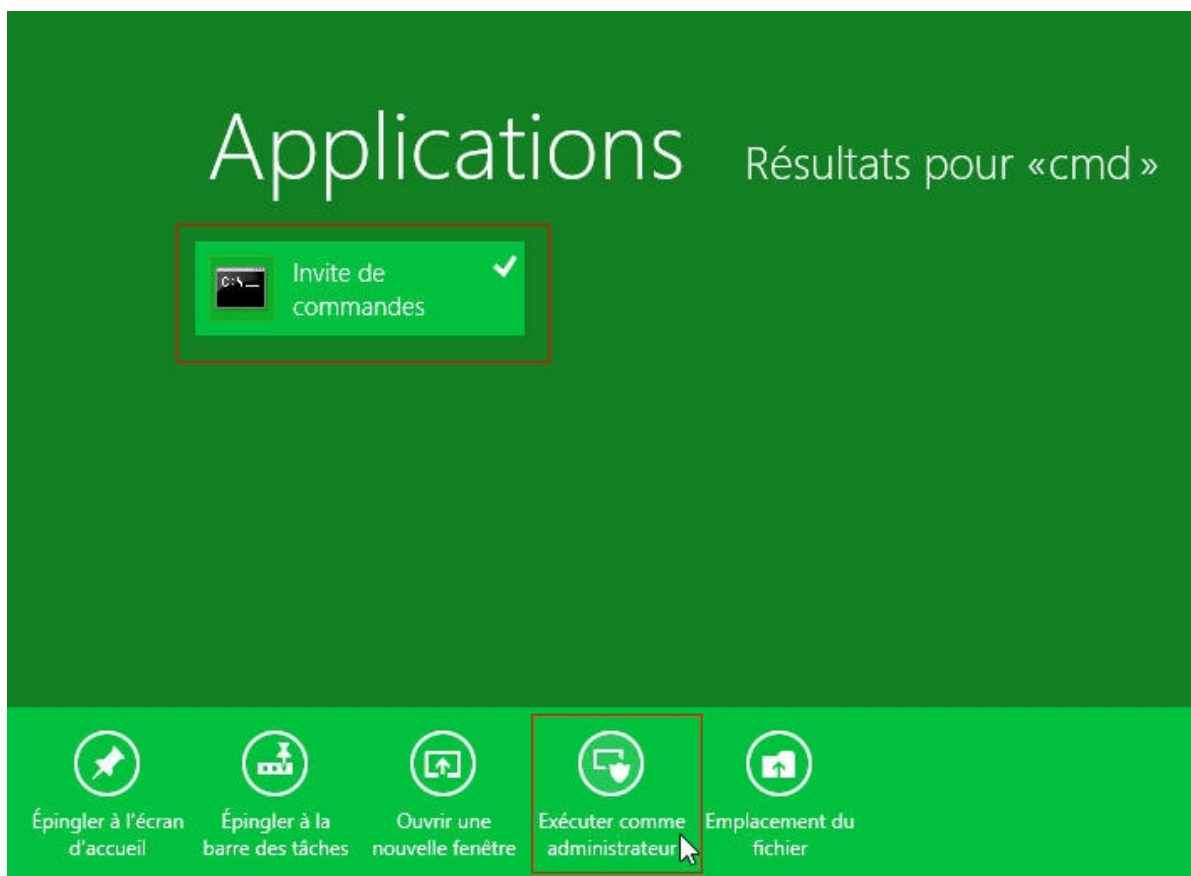 Applications
Résultats pour «cmd»
C:\_
Invite de
commandes
Épingler à l'écran
d'accueil
Épingler à la
barre des tâches
Ouvrir une
nouvelle fenêtre
Exécuter comme
administrateur
Emplacement du
fichier